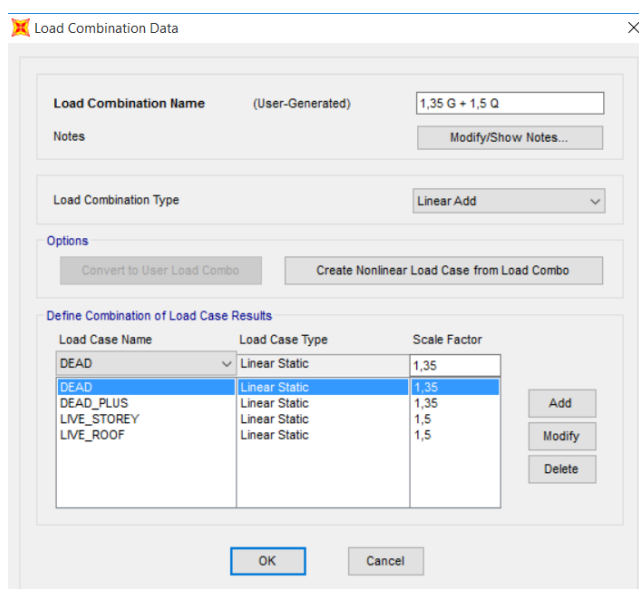 Load Combination Data
Load Combination Name (User-Generated) 1,35 G + 1,5 Q
Notes Modify/Show Notes...
Load Combination Type Linear Add
Options
Convert to User Load Combo Create Nonlinear Load Case from Load Combo
Define Combination of Load Case Results
Load Case Name Load Case Type Scale Factor
DEAD Linear Static 1,35
DEAD Linear Static 1,35
DEAD_PLUS Linear Static 1,35
LIVE_STOREY Linear Static 1,5
LIVE_ROOF Linear Static 1,5
Add
Modify
Delete
OK Cancel